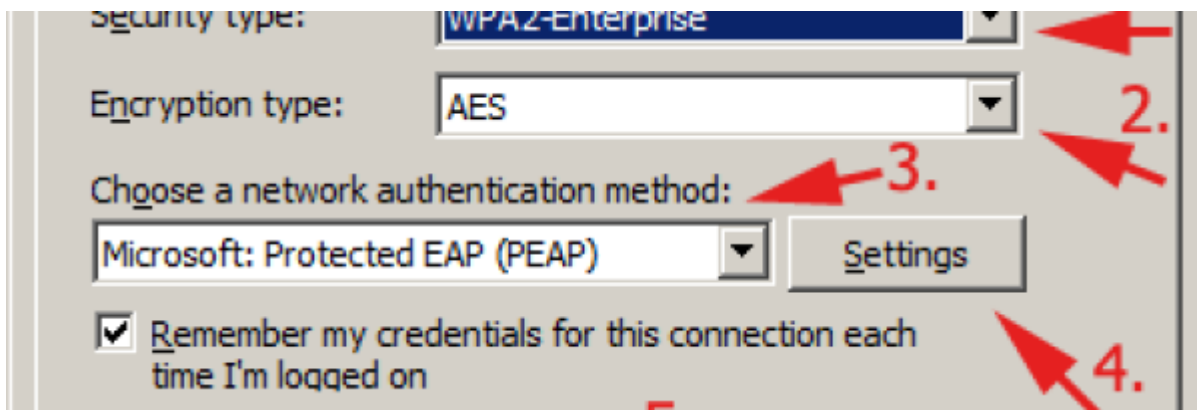 Security type: WPA2-Enterprise
Encryption type: AES
2.
Choose a network authentication method:
3.
Microsoft: Protected EAP (PEAP) Settings
Remember my credentials for this connection each
time I'm logged on
4.